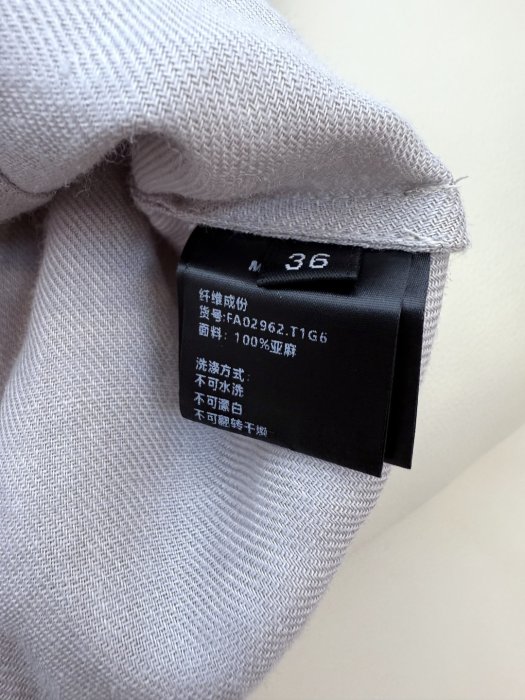 M 36
纤维成份
货号:FA02962.T1G6
面料: 100%亚麻
洗涤方式:
不可水洗
不可漂白
不可翻转干燥